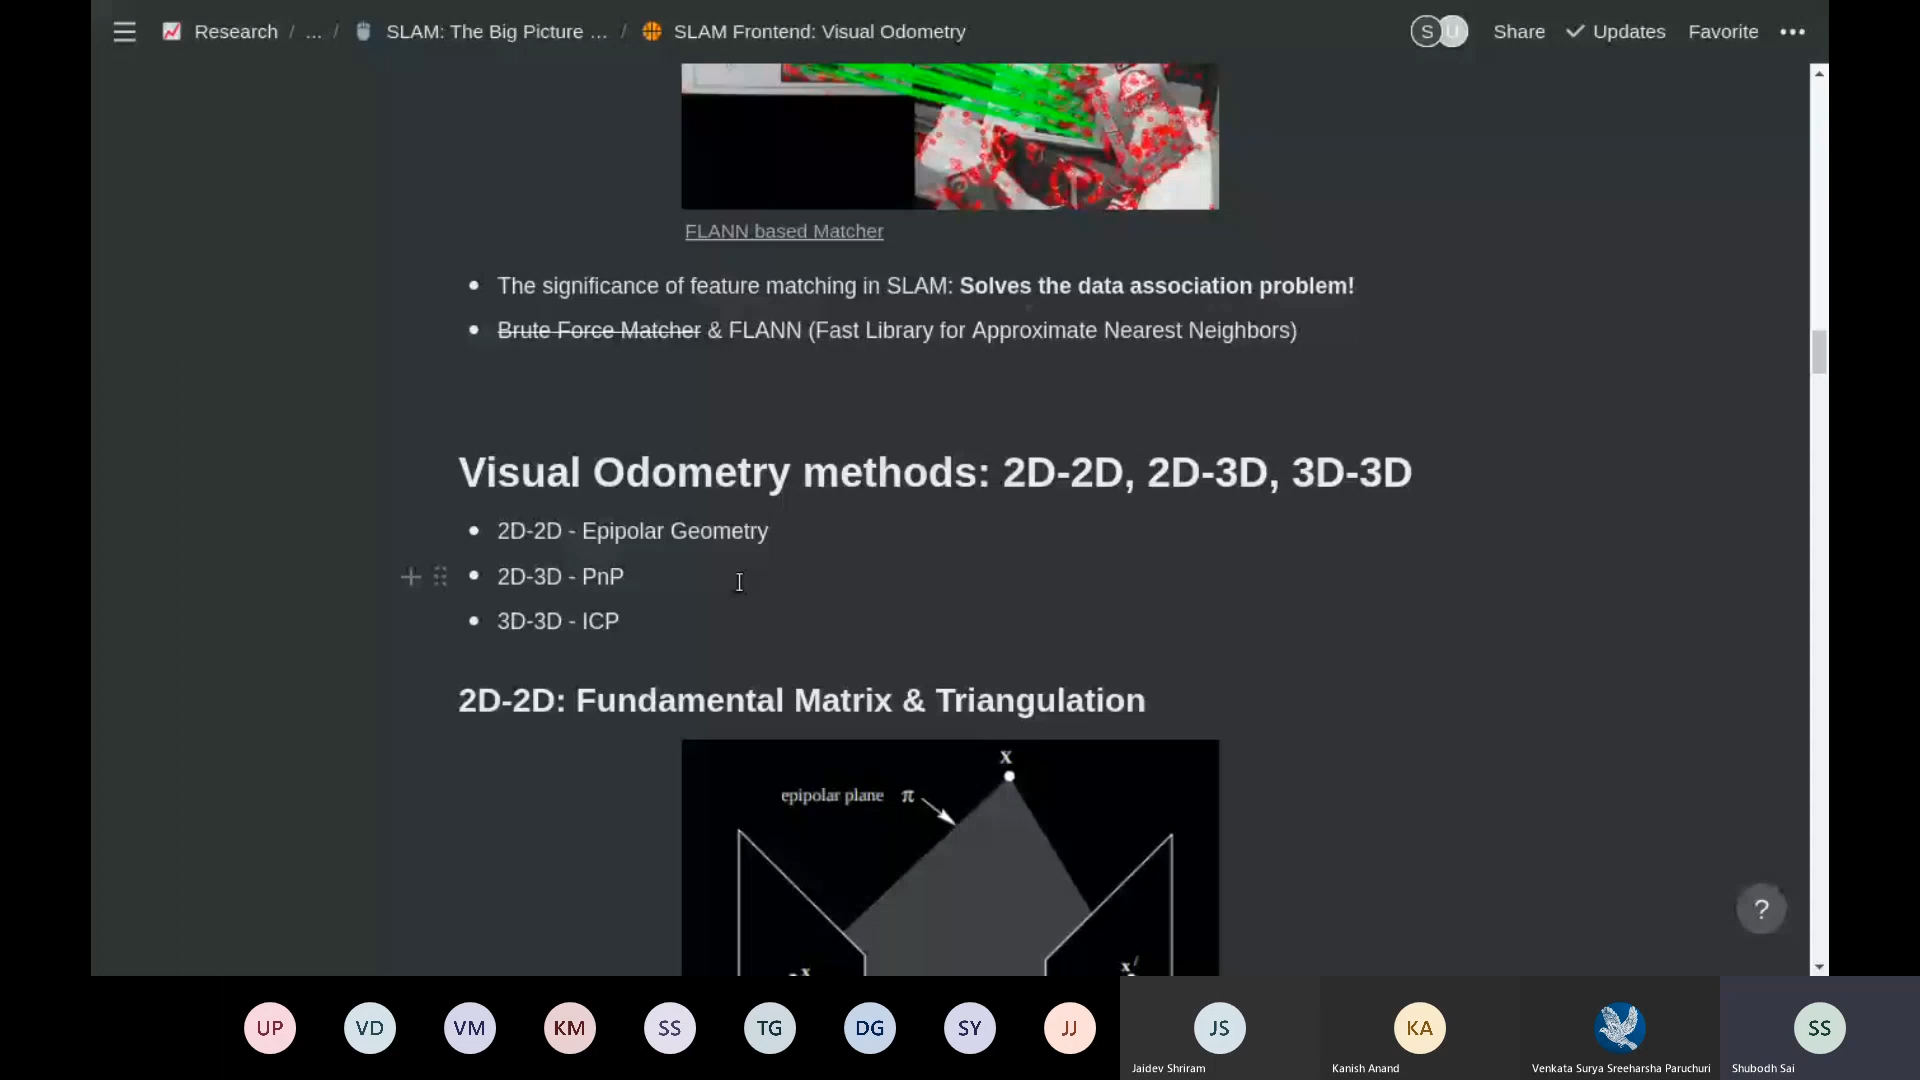 Research / ... / SLAM: The Big Picture ... / SLAM Frontend: Visual Odometry
S U Share Updates Favorite •••
FLANN based Matcher
• The significance of feature matching in SLAM: Solves the data association problem!
• Brute Force Matcher & FLANN (Fast Library for Approximate Nearest Neighbors)
Visual Odometry methods: 2D-2D, 2D-3D, 3D-3D
• 2D-2D - Epipolar Geometry
• 2D-3D - PnP
• 3D-3D - ICP
2D-2D: Fundamental Matrix & Triangulation
X
epipolar plane π
x x′
?
UP VD VM KM SS TG DG SY JJ JS KA SS
Jaidev Shriram Kanish Anand Venkata Surya Sreeharsha Paruchuri Shubodh Sai